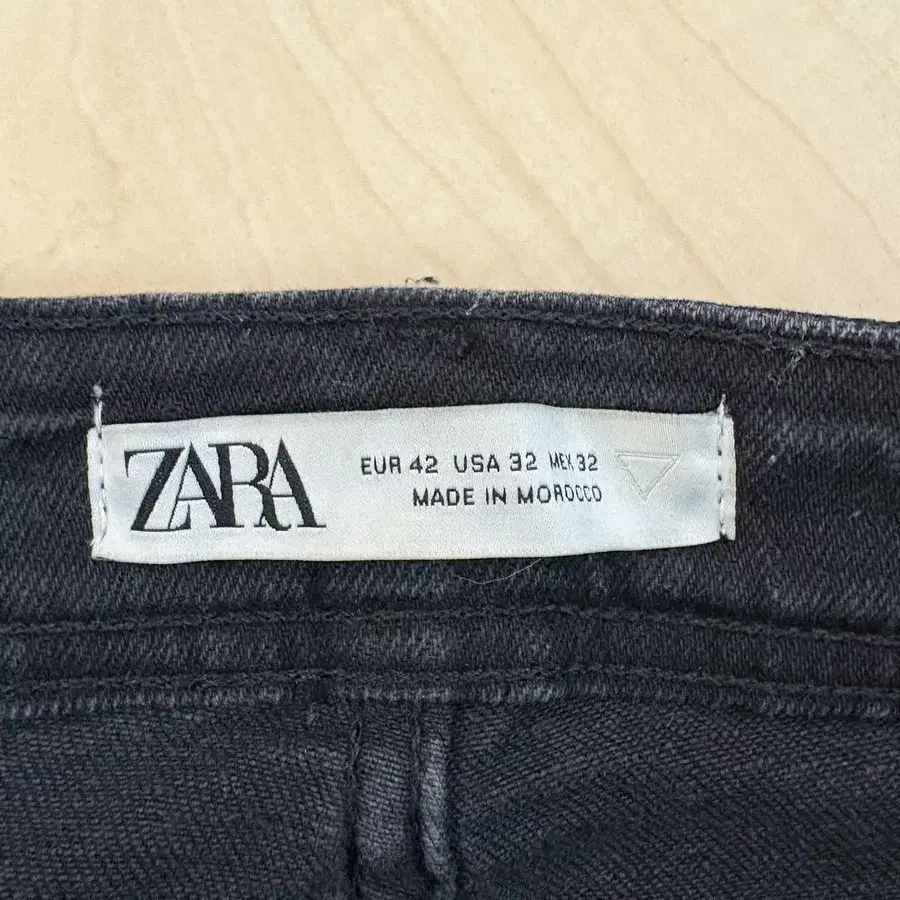 ZARA
EUR 42 USA 32 MEX 32
MADE IN MOROCCO